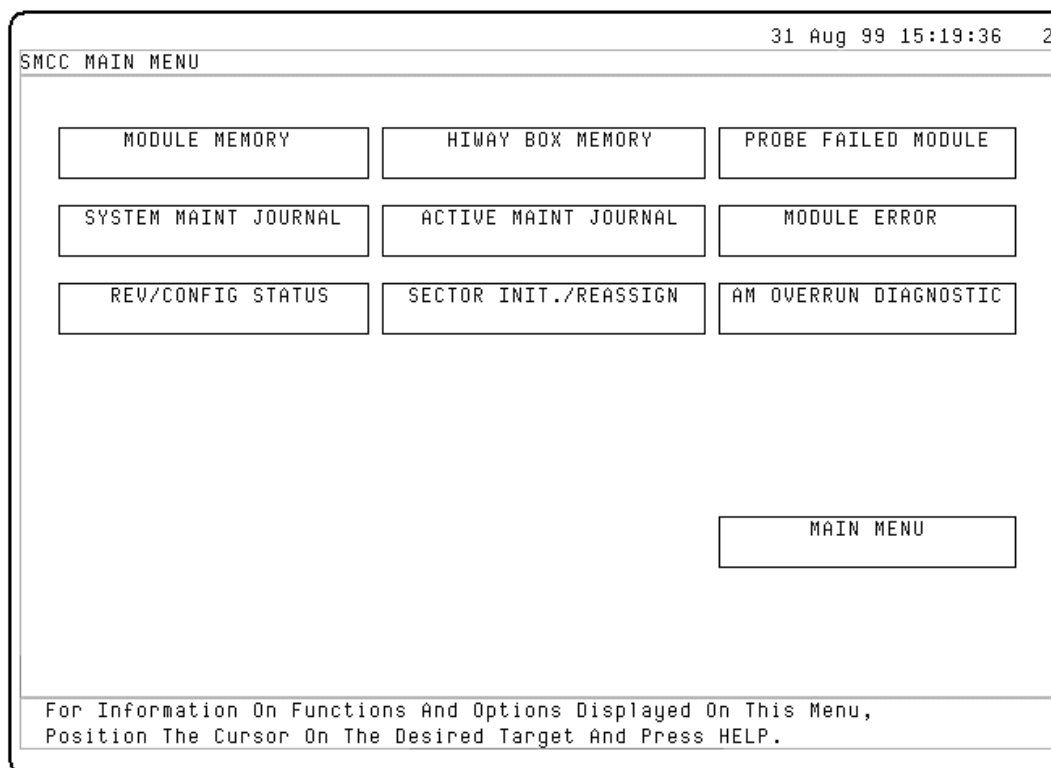 31 Aug 99 15:19:36 2
SMCC MAIN MENU
MODULE MEMORY HIWAY BOX MEMORY PROBE FAILED MODULE
SYSTEM MAINT JOURNAL ACTIVE MAINT JOURNAL MODULE ERROR
REV/CONFIG STATUS SECTOR INIT./REASSIGN AM OVERRUN DIAGNOSTIC
MAIN MENU
For Information On Functions And Options Displayed On This Menu,
Position The Cursor On The Desired Target And Press HELP.